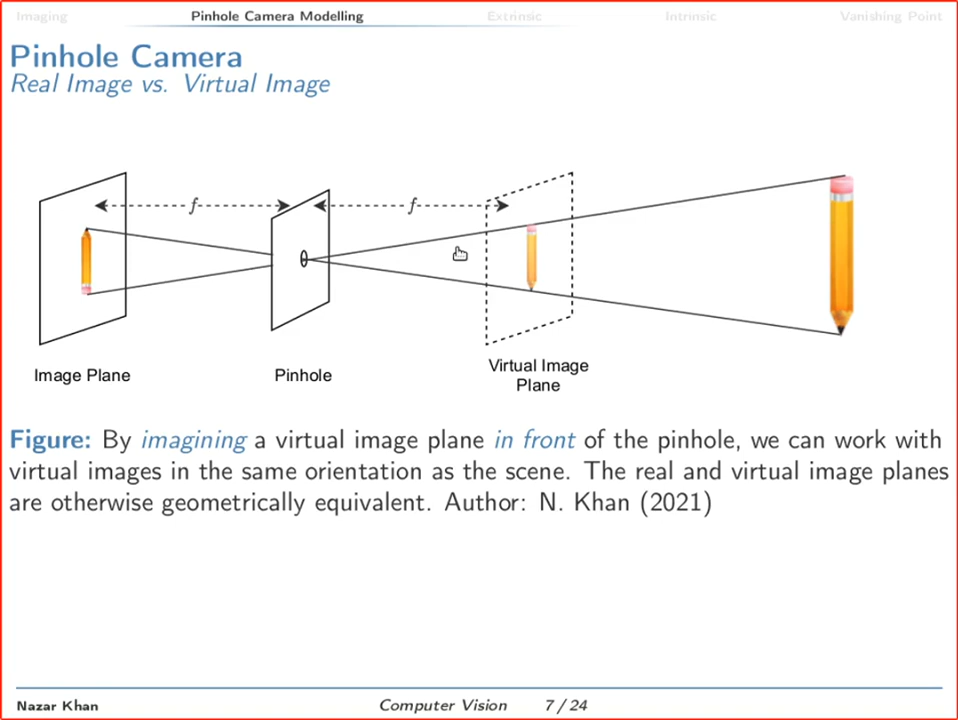 Imaging Pinhole Camera Modelling Extrinsic Intrinsic Vanishing Point
Pinhole Camera
Real Image vs. Virtual Image
f f
Image Plane
Pinhole
Virtual Image
Plane
Figure: By imagining a virtual image plane in front of the pinhole, we can work with
virtual images in the same orientation as the scene. The real and virtual image planes
are otherwise geometrically equivalent. Author: N. Khan (2021)
Nazar Khan Computer Vision 7 / 24